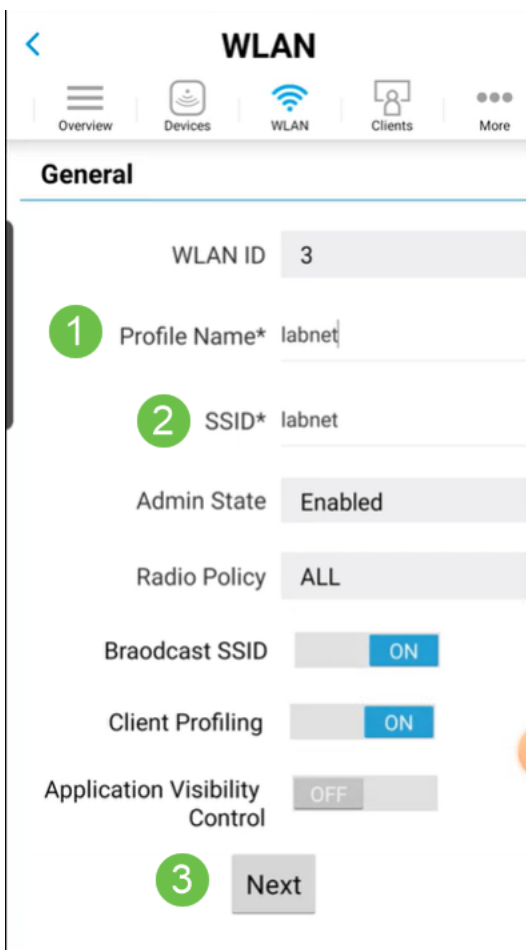 WLAN
Overview Devices WLAN Clients More
General
WLAN ID 3
1 Profile Name* labnet
2 SSID* labnet
Admin State Enabled
Radio Policy ALL
Braodcast SSID ON
Client Profiling ON
Application Visibility
Control OFF
3 Next